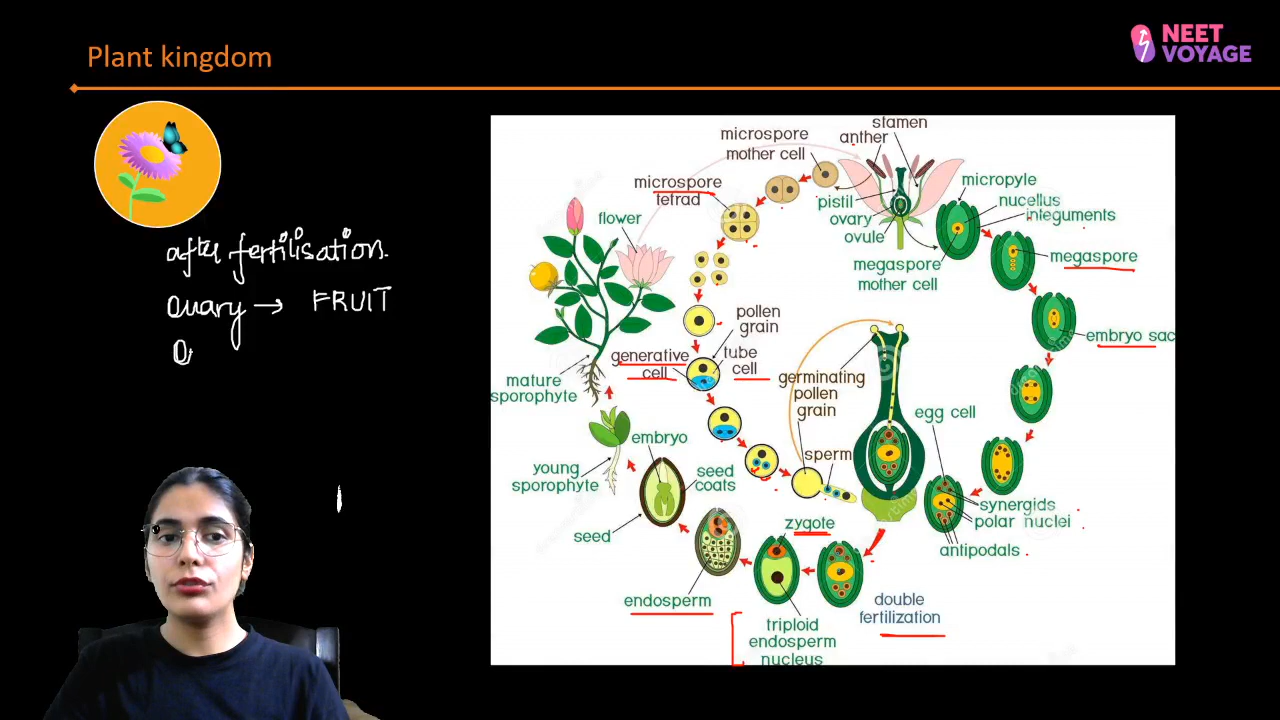 Plant kingdom
NEET
VOYAGE
after fertilisation.
ovary → FRUIT
O
stamen
anther
microspore
mother cell
microspore
tetrad
flower
pistil
ovary
ovule
micropyle
nucellus
integuments
megaspore
mother cell
megaspore
embryo sac
pollen
grain
generative
cell
tube
cell
germinating
pollen
grain
egg cell
mature
sporophyte
embryo
sperm
young
sporophyte
seed
coats
seed
zygote
synergids
polar nuclei
antipodals
endosperm
triploid
endosperm
nucleus
double
fertilization